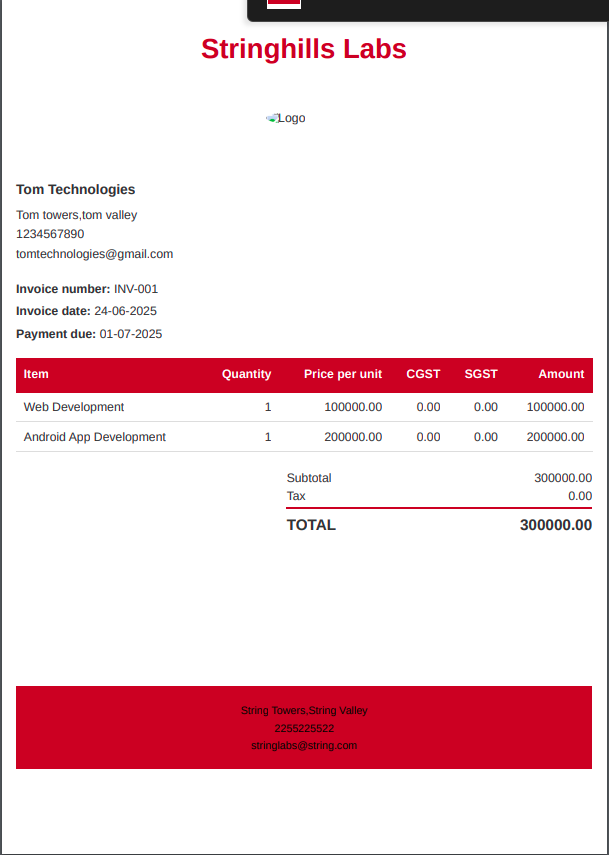 Stringhills Labs
Logo
Tom Technologies
Tom towers,tom valley
1234567890
tomtechnologies@gmail.com
Invoice number: INV-001
Invoice date: 24-06-2025
Payment due: 01-07-2025
Item Quantity Price per unit CGST SGST Amount
Web Development 1 100000.00 0.00 0.00 100000.00
Android App Development 1 200000.00 0.00 0.00 200000.00
Subtotal 300000.00
Tax 0.00
TOTAL 300000.00
String Towers,String Valley
2255225522
stringlabs@string.com